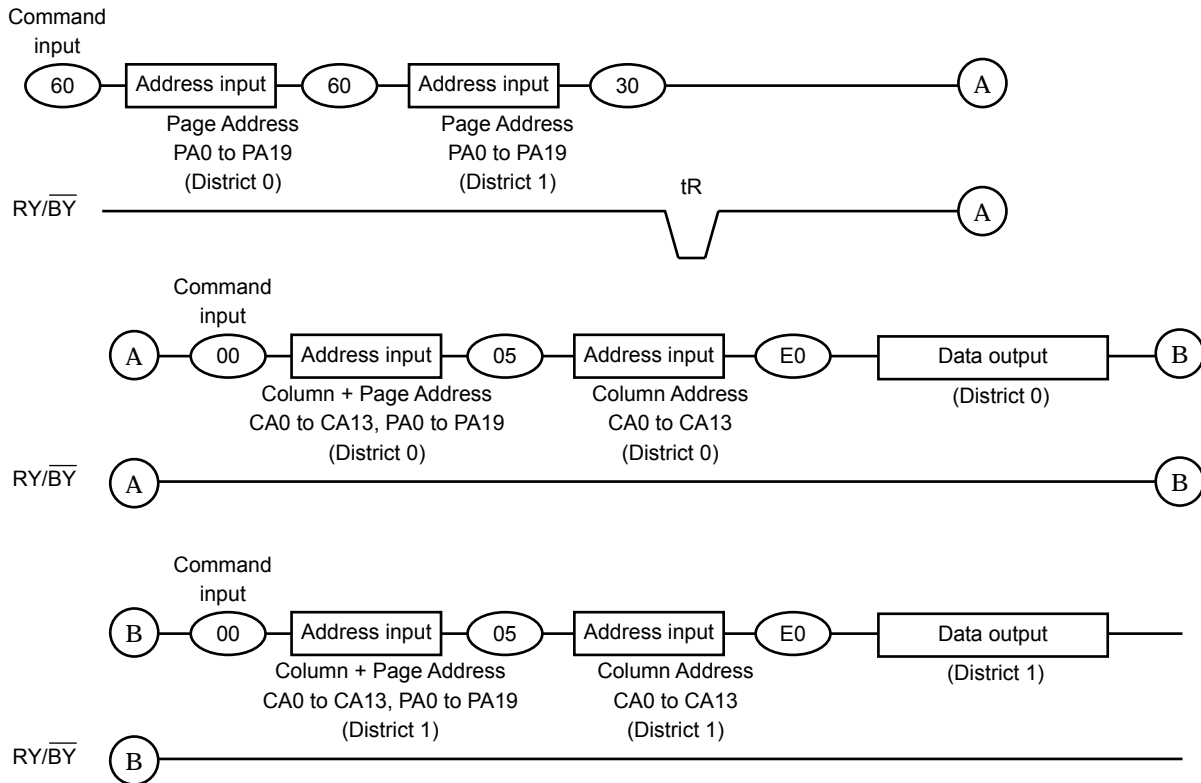 Command
input
60 Address input 60 Address input 30 A
Page Address
PA0 to PA19
(District 0)
Page Address
PA0 to PA19
(District 1)
tR
RY/BY A
Command
input
A 00 Address input 05 Address input E0 Data output B
Column + Page Address
CA0 to CA13, PA0 to PA19
(District 0)
Column Address
CA0 to CA13
(District 0)
(District 0)
RY/BY A B
Command
input
B 00 Address input 05 Address input E0 Data output
Column + Page Address
CA0 to CA13, PA0 to PA19
(District 1)
Column Address
CA0 to CA13
(District 1)
(District 1)
RY/BY B